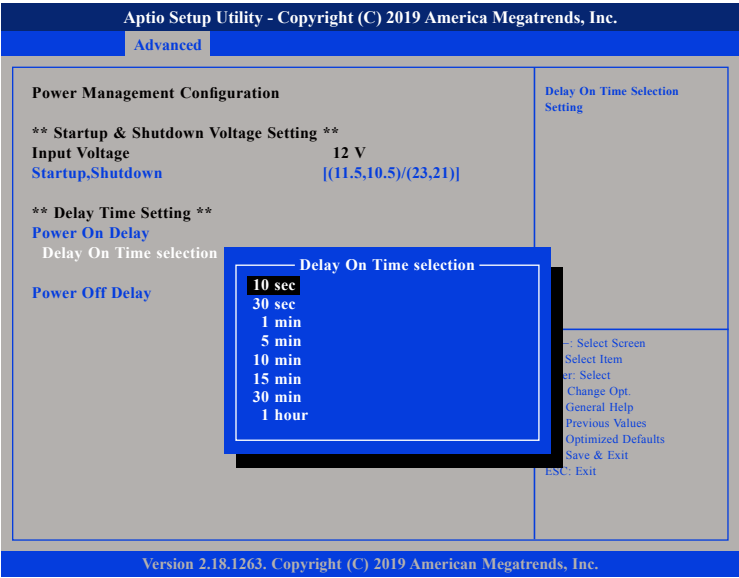 Aptio Setup Utility - Copyright (C) 2019 America Megatrends, Inc.
Advanced
Power Management Configuration
** Startup & Shutdown Voltage Setting **
Input Voltage 12 V
Startup,Shutdown [(11.5,10.5)/(23,21)]
** Delay Time Setting **
Power On Delay
Delay On Time selection
Power Off Delay
Delay On Time selection
10 sec
30 sec
1 min
5 min
10 min
15 min
30 min
1 hour
Delay On Time Selection
Setting
: Select Screen
Select Item
: Select
Change Opt.
General Help
Previous Values
Optimized Defaults
Save & Exit
ESC: Exit
Version 2.18.1263. Copyright (C) 2019 American Megatrends, Inc.